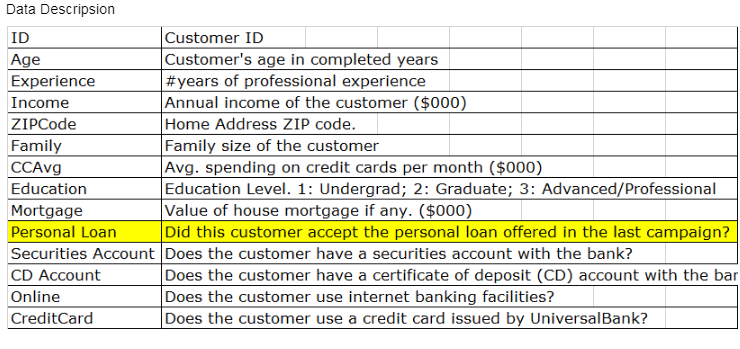 Data Descripsion
ID Customer ID
Age Customer's age in completed years
Experience #years of professional experience
Income Annual income of the customer ($000)
ZIPCode Home Address ZIP code.
Family Family size of the customer
CCAvg Avg. spending on credit cards per month ($000)
Education Education Level. 1: Undergrad; 2: Graduate; 3: Advanced/Professional
Mortgage Value of house mortgage if any. ($000)
Personal Loan Did this customer accept the personal loan offered in the last campaign?
Securities Account Does the customer have a securities account with the bank?
CD Account Does the customer have a certificate of deposit (CD) account with the
Online Does the customer use internet banking facilities?
CreditCard Does the customer use a credit card issued by UniversalBank?